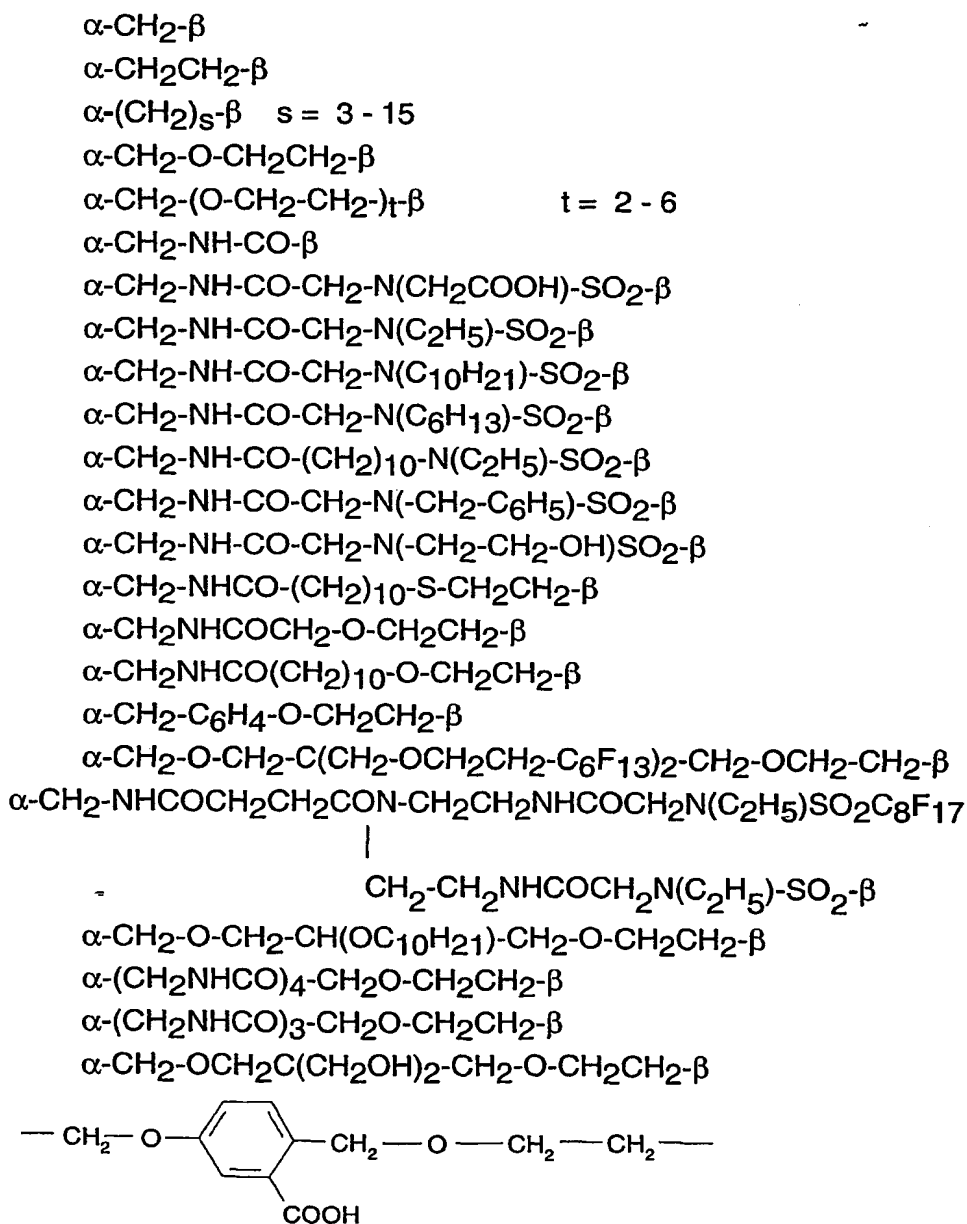 α-CH2-β
α-CH2CH2-β
α-(CH2)s-β s = 3 - 15
α-CH2-O-CH2CH2-β
α-CH2-(O-CH2-CH2-)t-β t = 2 - 6
α-CH2-NH-CO-β
α-CH2-NH-CO-CH2-N(CH2COOH)-SO2-β
α-CH2-NH-CO-CH2-N(C2H5)-SO2-β
α-CH2-NH-CO-CH2-N(C10H21)-SO2-β
α-CH2-NH-CO-CH2-N(C6H13)-SO2-β
α-CH2-NH-CO-(CH2)10-N(C2H5)-SO2-β
α-CH2-NH-CO-CH2-N(-CH2-C6H5)-SO2-β
α-CH2-NH-CO-CH2-N(-CH2-CH2-OH)SO2-β
α-CH2-NHCO-(CH2)10-S-CH2CH2-β
α-CH2NHCOCH2-O-CH2CH2-β
α-CH2NHCO(CH2)10-O-CH2CH2-β
α-CH2-C6H4-O-CH2CH2-β
α-CH2-O-CH2-C(CH2-OCH2CH2-C6F13)2-CH2-OCH2-CH2-β
α-CH2-NHCOCH2CH2CON-CH2CH2NHCOCH2N(C2H5)SO2C8F17
CH2-CH2NHCOCH2N(C2H5)-SO2-β
α-CH2-O-CH2-CH(OC10H21)-CH2-O-CH2CH2-β
α-(CH2NHCO)4-CH2O-CH2CH2-β
α-(CH2NHCO)3-CH2O-CH2CH2-β
α-CH2-OCH2C(CH2OH)2-CH2-O-CH2CH2-β
— CH2 — O — CH2 — O — CH2 — CH2 —
COOH